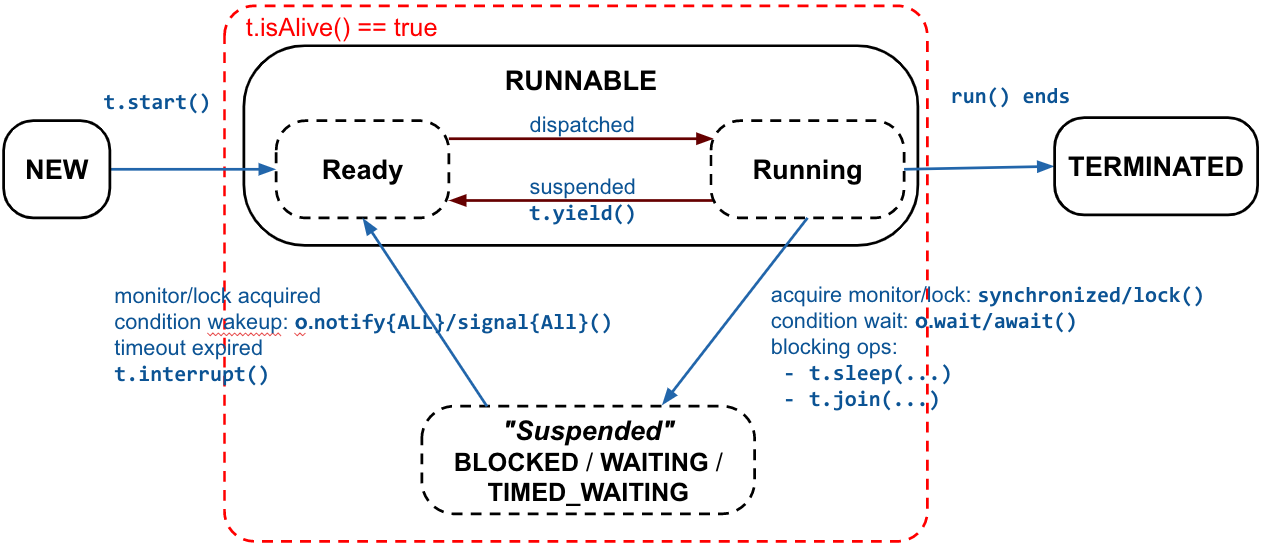 t.isAlive() == true
RUNNABLE
t.start()
run() ends
NEW
Ready
dispatched
suspended
t.yield()
Running
TERMINATED
monitor/lock acquired
condition wakeup: o.notify{ALL}/signal{All}()
timeout expired
t.interrupt()
acquire monitor/lock: synchronized/lock()
condition wait: o.wait/await()
blocking ops:
- t.sleep(...)
- t.join(...)
"Suspended"
BLOCKED / WAITING /
TIMED_WAITING